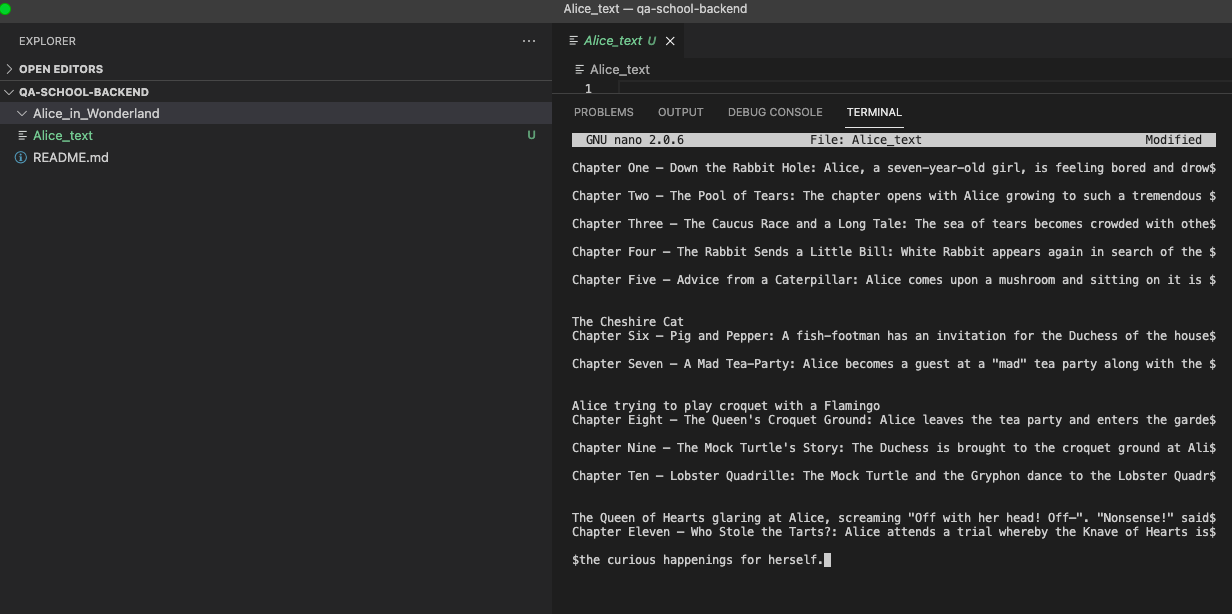 Alice_text — qa-school-backend
EXPLORER
OPEN EDITORS
QA-SCHOOL-BACKEND
Alice_in_Wonderland
Alice_text U
README.md
Alice_text U
Alice_text
1
PROBLEMS OUTPUT DEBUG CONSOLE TERMINAL
GNU nano 2.0.6 File: Alice_text Modified
Chapter One – Down the Rabbit Hole: Alice, a seven-year-old girl, is feeling bored and drow$
Chapter Two – The Pool of Tears: The chapter opens with Alice growing to such a tremendous $
Chapter Three – The Caucus Race and a Long Tale: The sea of tears becomes crowded with othe$
Chapter Four – The Rabbit Sends a Little Bill: White Rabbit appears again in search of the $
Chapter Five – Advice from a Caterpillar: Alice comes upon a mushroom and sitting on it is $
The Cheshire Cat
Chapter Six – Pig and Pepper: A fish-footman has an invitation for the Duchess of the house$
Chapter Seven – A Mad Tea-Party: Alice becomes a guest at a "mad" tea party along with the $
Alice trying to play croquet with a Flamingo
Chapter Eight – The Queen's Croquet Ground: Alice leaves the tea party and enters the garde$
Chapter Nine – The Mock Turtle's Story: The Duchess is brought to the croquet ground at Ali$
Chapter Ten – Lobster Quadrille: The Mock Turtle and the Gryphon dance to the Lobster Quadr$
The Queen of Hearts glaring at Alice, screaming "Off with her head! Off—". "Nonsense!" said$
Chapter Eleven – Who Stole the Tarts?: Alice attends a trial whereby the Knave of Hearts is$
$the curious happenings for herself.